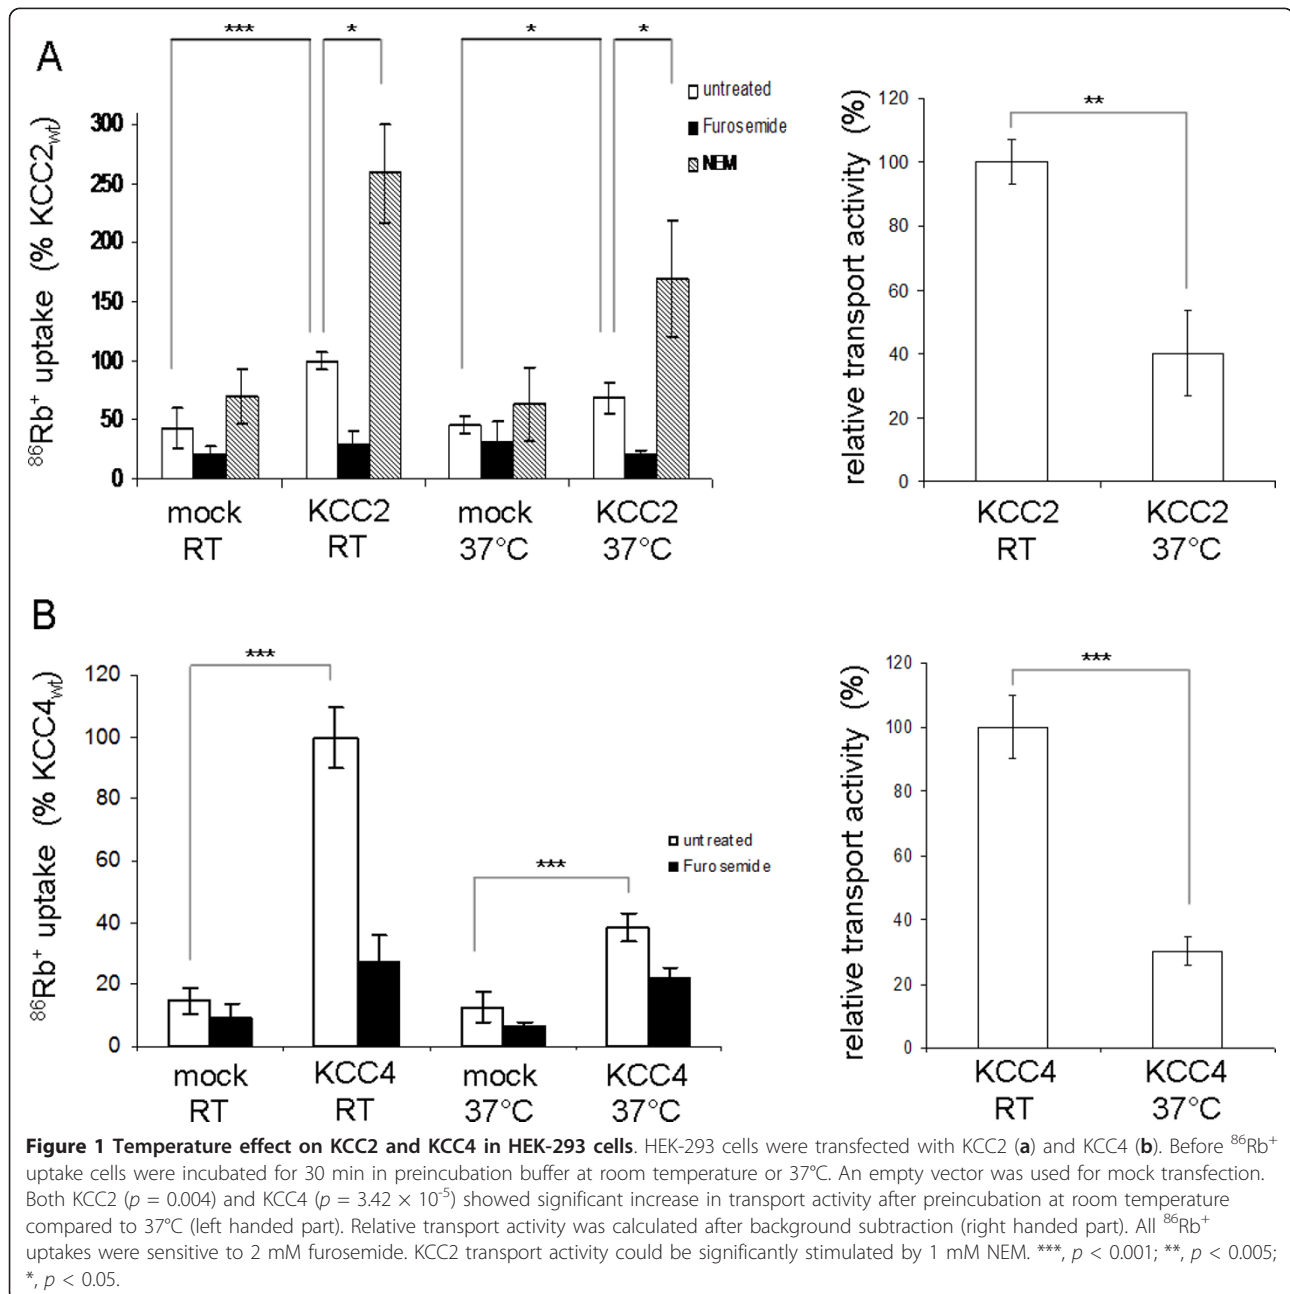 A
*** * * *
untreated
Furosemide
NEM
⁸⁶Rb⁺ uptake (% KCC2wt)
300
250
200
150
100
50
0
mock RT
KCC2 RT
mock 37°C
KCC2 37°C
relative transport activity (%)
**
120
100
80
60
40
20
0
KCC2 RT
KCC2 37°C
B
*** ***
untreated
Furosemide
⁸⁶Rb⁺ uptake (% KCC4wt)
120
100
80
60
40
20
0
mock RT
KCC4 RT
mock 37°C
KCC4 37°C
relative transport activity (%)
***
120
100
80
60
40
20
0
KCC4 RT
KCC4 37°C
Figure 1 Temperature effect on KCC2 and KCC4 in HEK-293 cells. HEK-293 cells were transfected with KCC2 (a) and KCC4 (b). Before ⁸⁶Rb⁺
uptake cells were incubated for 30 min in preincubation buffer at room temperature or 37°C. An empty vector was used for mock transfection.
Both KCC2 (p = 0.004) and KCC4 (p = 3.42 × 10⁻⁵) showed significant increase in transport activity after preincubation at room temperature
compared to 37°C (left handed part). Relative transport activity was calculated after background subtraction (right handed part). All ⁸⁶Rb⁺
uptakes were sensitive to 2 mM furosemide. KCC2 transport activity could be significantly stimulated by 1 mM NEM. ***, p < 0.001; **, p < 0.005;
*, p < 0.05.